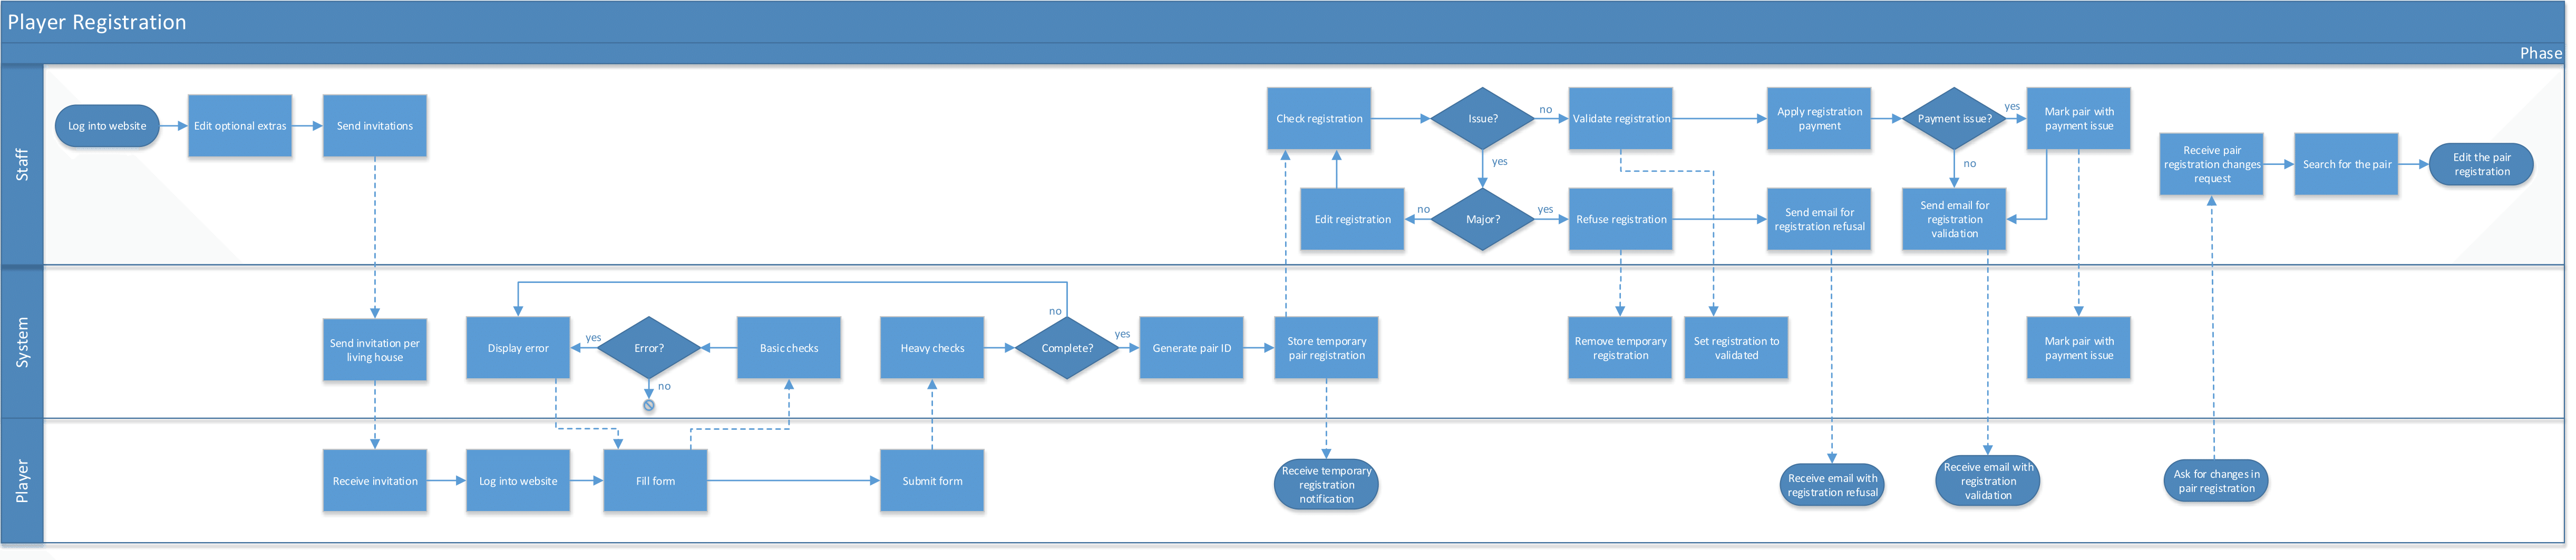 Player Registration
Phase
Staff
Log into website
Edit optional extras
Send invitations
Check registration
Issue?
no
Validate registration
Apply registration
payment
Payment issue?
yes
Mark pair with
payment issue
yes
no
Receive pair
registration changes
request
Search for the pair
Edit the pair
registration
Edit registration
no
Major?
yes
Refuse registration
Send email for
registration refusal
Send email for
registration
validation
System
Send invitation per
living house
Display error
yes
Error?
no
Basic checks
Heavy checks
no
Complete?
yes
Generate pair ID
Store temporary
pair registration
Remove temporary
registration
Set registration to
validated
Mark pair with
payment issue
Player
Receive invitation
Log into website
Fill form
Submit form
Receive temporary
registration
notification
Receive email with
registration refusal
Receive email with
registration
validation
Ask for changes in
pair registration